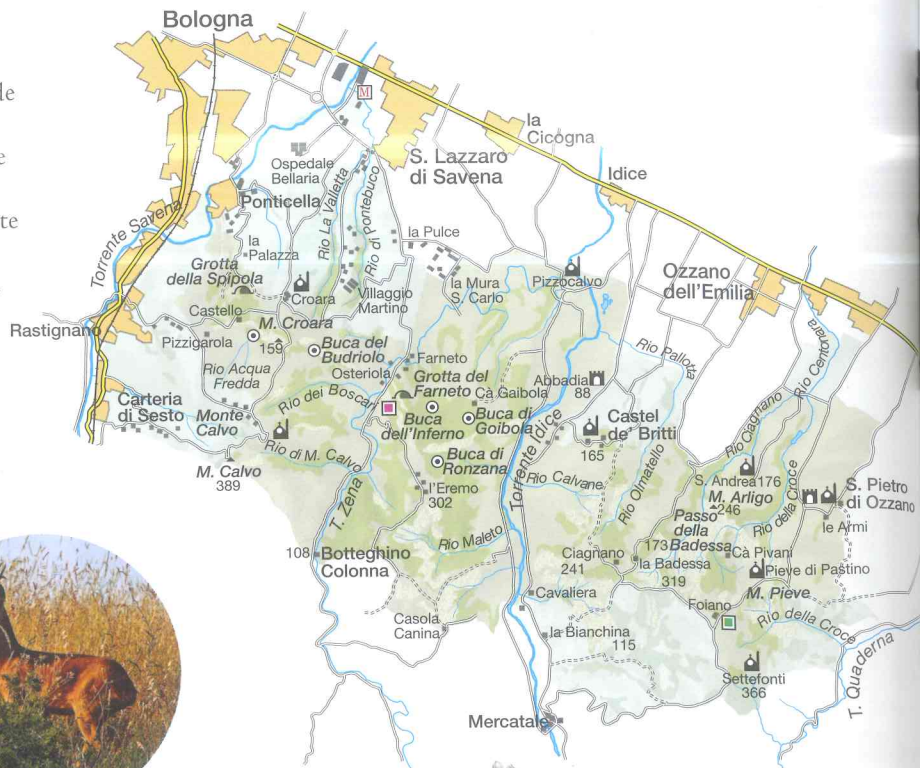 Bologna
de
e
te
M
la
Cicogna
Ospedale
Bellaria
S. Lazzaro
di Savena
Idice
Ponticella
Rio La Valletta
Rio di Pontebuco
Torrente Savena
la
Palazza
la Pulce
Grotta
della Spipola
Croara
la Mura
S. Carlo
Pizzocalvo
Ozzano
dell'Emilia
Villaggio
Martino
Castello
M. Croara
159
Rastignano
Pizzigarola
Buca del
Budriolo
Farneto
Osteriola
Rio Acqua
Fredda
Grotta del
Farneto
Cà Gaibola
Abbadia
88
Rio Pallotta
Rio Centonara
Carteria
di Sesto
Rio dei Boscari
Buca
dell'Inferno
Buca di
Goibola
Monte
Calvo
Castel
de' Britti
165
Rio Ciagnano
Rio di M. Calvo
Buca di
Ronzana
Torrente Idice
M. Calvo
389
l'Eremo
302
Rio Calvane
Rio Olmatello
S. Andrea 176
M. Arligo
246
Rio della Croce
S. Pietro
di Ozzano
T. Zena
Passo
della
Badessa
173
le Armi
Rio Maleto
108
Botteghino
Colonna
Ciagnano
241
la Badessa
319
Cà Pivani
Pieve di Pastino
Cavaliera
M. Pieve
Foiano
Rio della Croce
Casola
Canina
la Bianchina
115
Settefonti
366
T. Quaderna
Mercatale